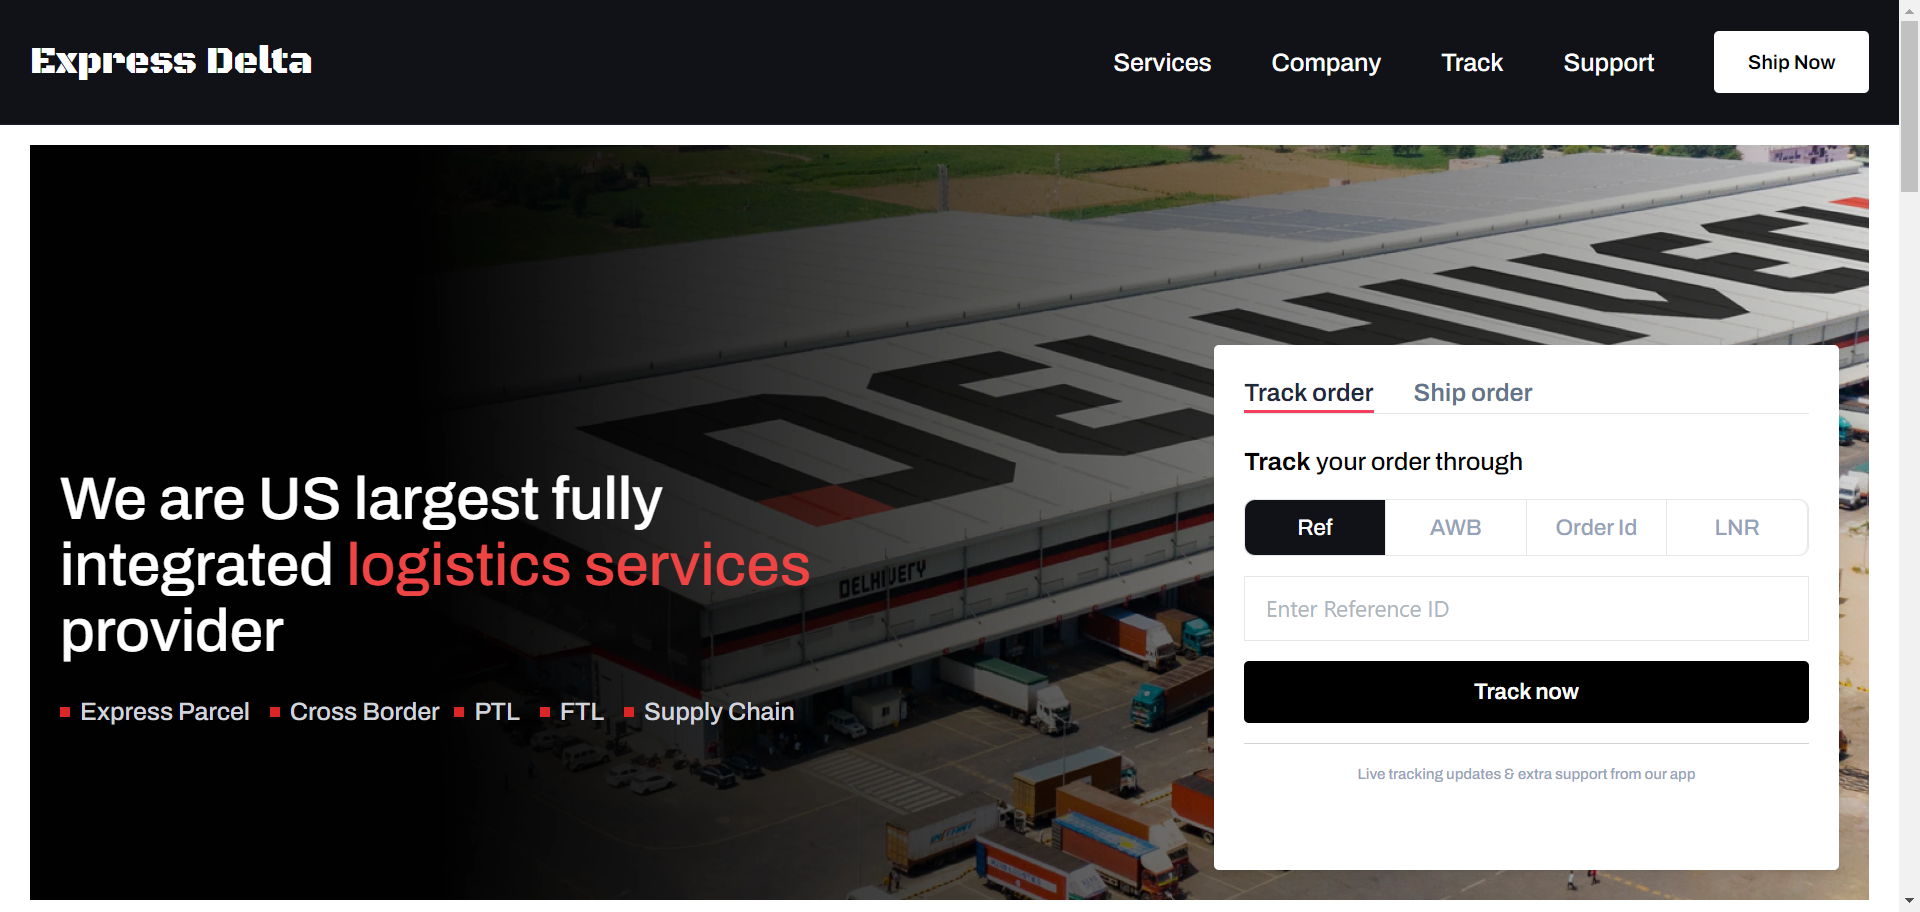 Express Delta
Services Company Track Support Ship Now
DELHIVERY
DELHIVERY
We are US largest fully
integrated logistics services
provider
Express Parcel Cross Border PTL FTL Supply Chain
Track order Ship order
Track your order through
Ref AWB Order Id LNR
Enter Reference ID
Track now
Live tracking updates & extra support from our app